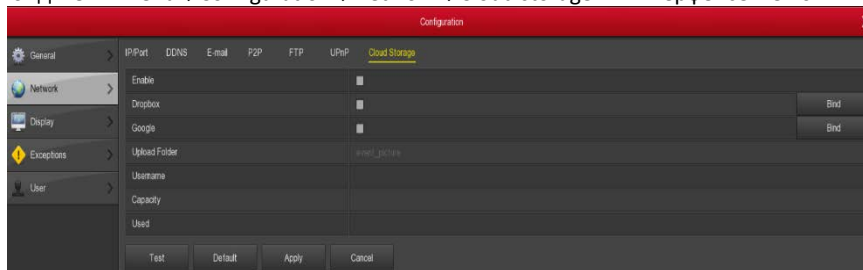 Configuration
General
IP/Port DDNS E-mail P2P FTP UPnP Cloud Storage
Network
Enable
Dropbox Bind
Display
Google Bind
Exceptions
Upload Folder event_picture
User
Username
Capacity
Used
Test Default Apply Cancel